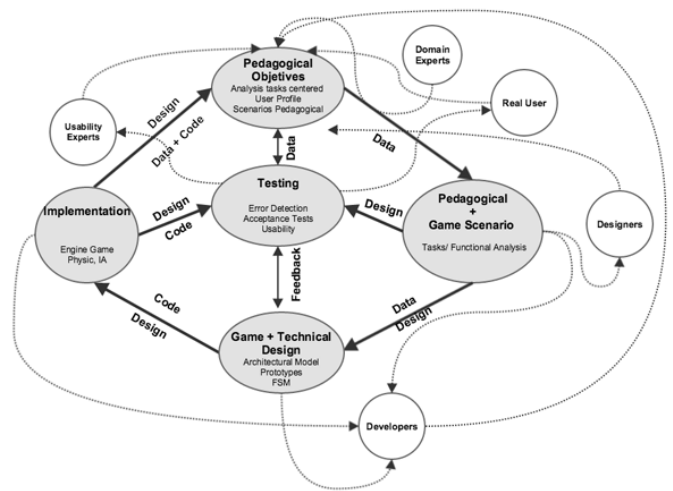 Pedagogical
Objetives
Analysis tasks centered
User Profile
Scenarios Pedagogical
Domain
Experts
Real User
Usability
Experts
Design
Data + Code
Data
Data
Testing
Error Detection
Acceptance Tests
Usability
Implementation
Engine Game
Physic, IA
Design
Code
Design
Pedagogical
+
Game Scenario
Tasks/ Functional Analysis
Designers
Feedback
Code
Design
Data
Design
Game + Technical
Design
Architectural Model
Prototypes
FSM
Developers